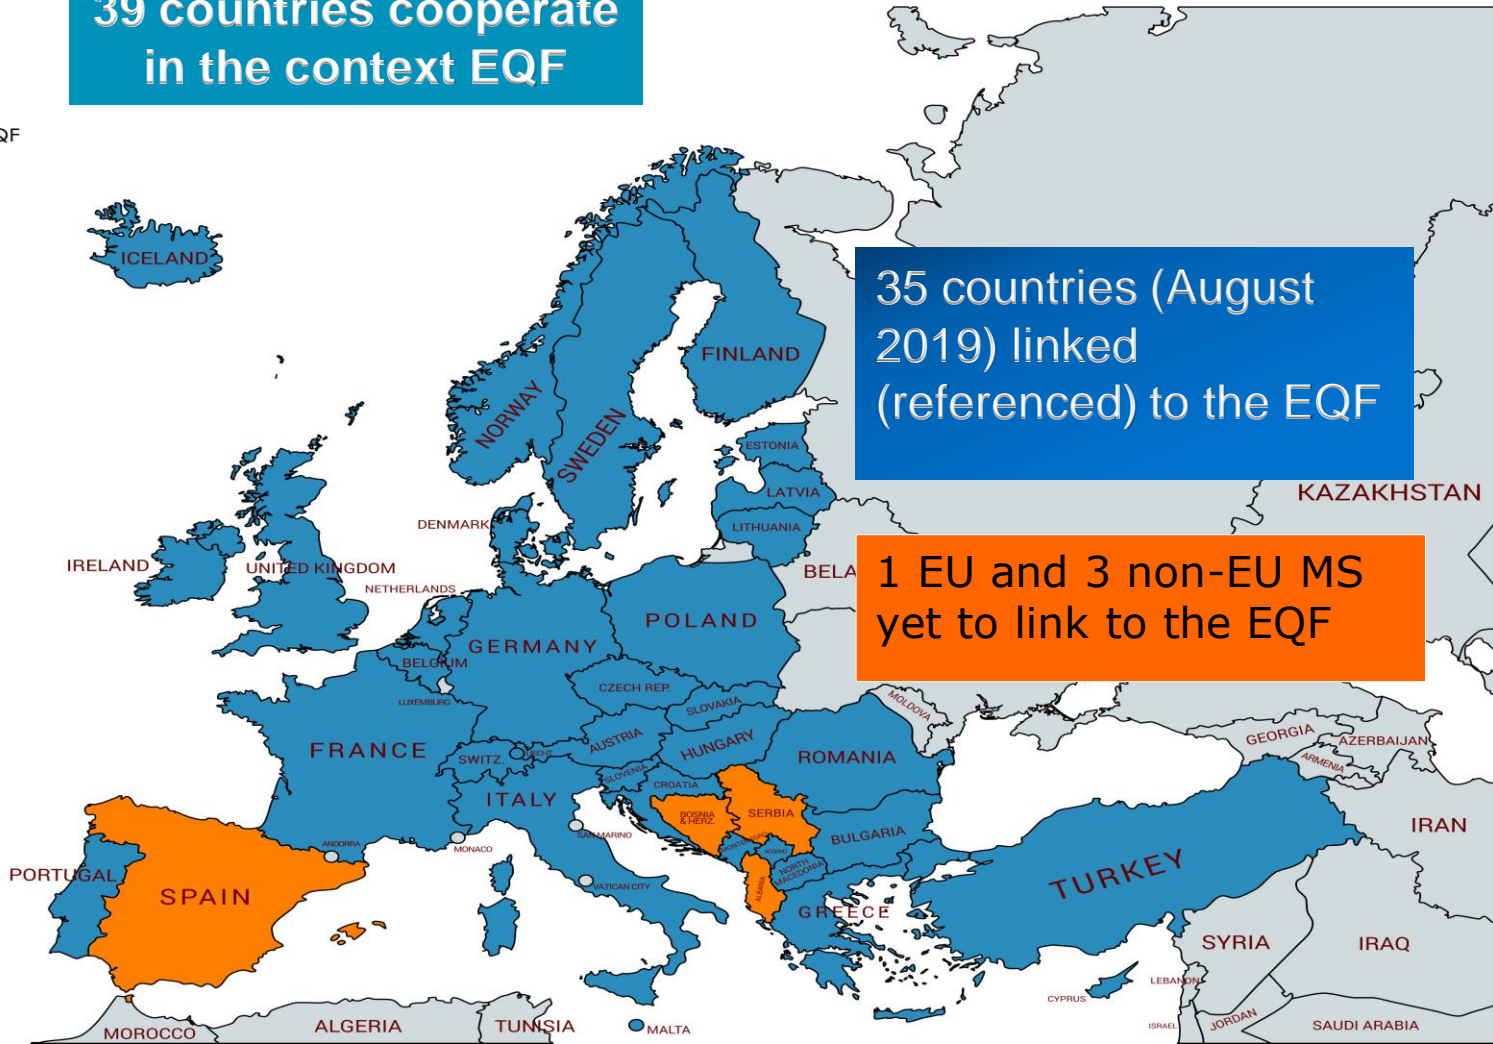 39 countries cooperate
in the context EQF
QF
ICELAND
35 countries (August
2019) linked
(referenced) to the EQF
FINLAND
NORWAY
SWEDEN
ESTONIA
LATVIA
KAZAKHSTAN
DENMARK
LITHUANIA
IRELAND
UNITED KINGDOM
BELA
1 EU and 3 non-EU MS
yet to link to the EQF
NETHERLANDS
POLAND
GERMANY
BELGIUM
CZECH REP.
LUXEMBURG
SLOVAKIA
MOLDOVA
AUSTRIA
HUNGARY
GEORGIA
AZERBAIJAN
FRANCE
SWITZ.
LIECHT.
ROMANIA
ARMENIA
SLOVENIA
CROATIA
ITALY
BOSNIA
& HERZ.
SERBIA
IRAN
SAN MARINO
BULGARIA
ANDORRA
MONACO
MONTENEGRO
KOSOVO
NORTH
MACEDONIA
PORTUGAL
SPAIN
VATICAN CITY
ALBANIA
TURKEY
GREECE
SYRIA
IRAQ
LEBANON
CYPRUS
MOROCCO
ALGERIA
TUNISIA
MALTA
ISRAEL
JORDAN
SAUDI ARABIA